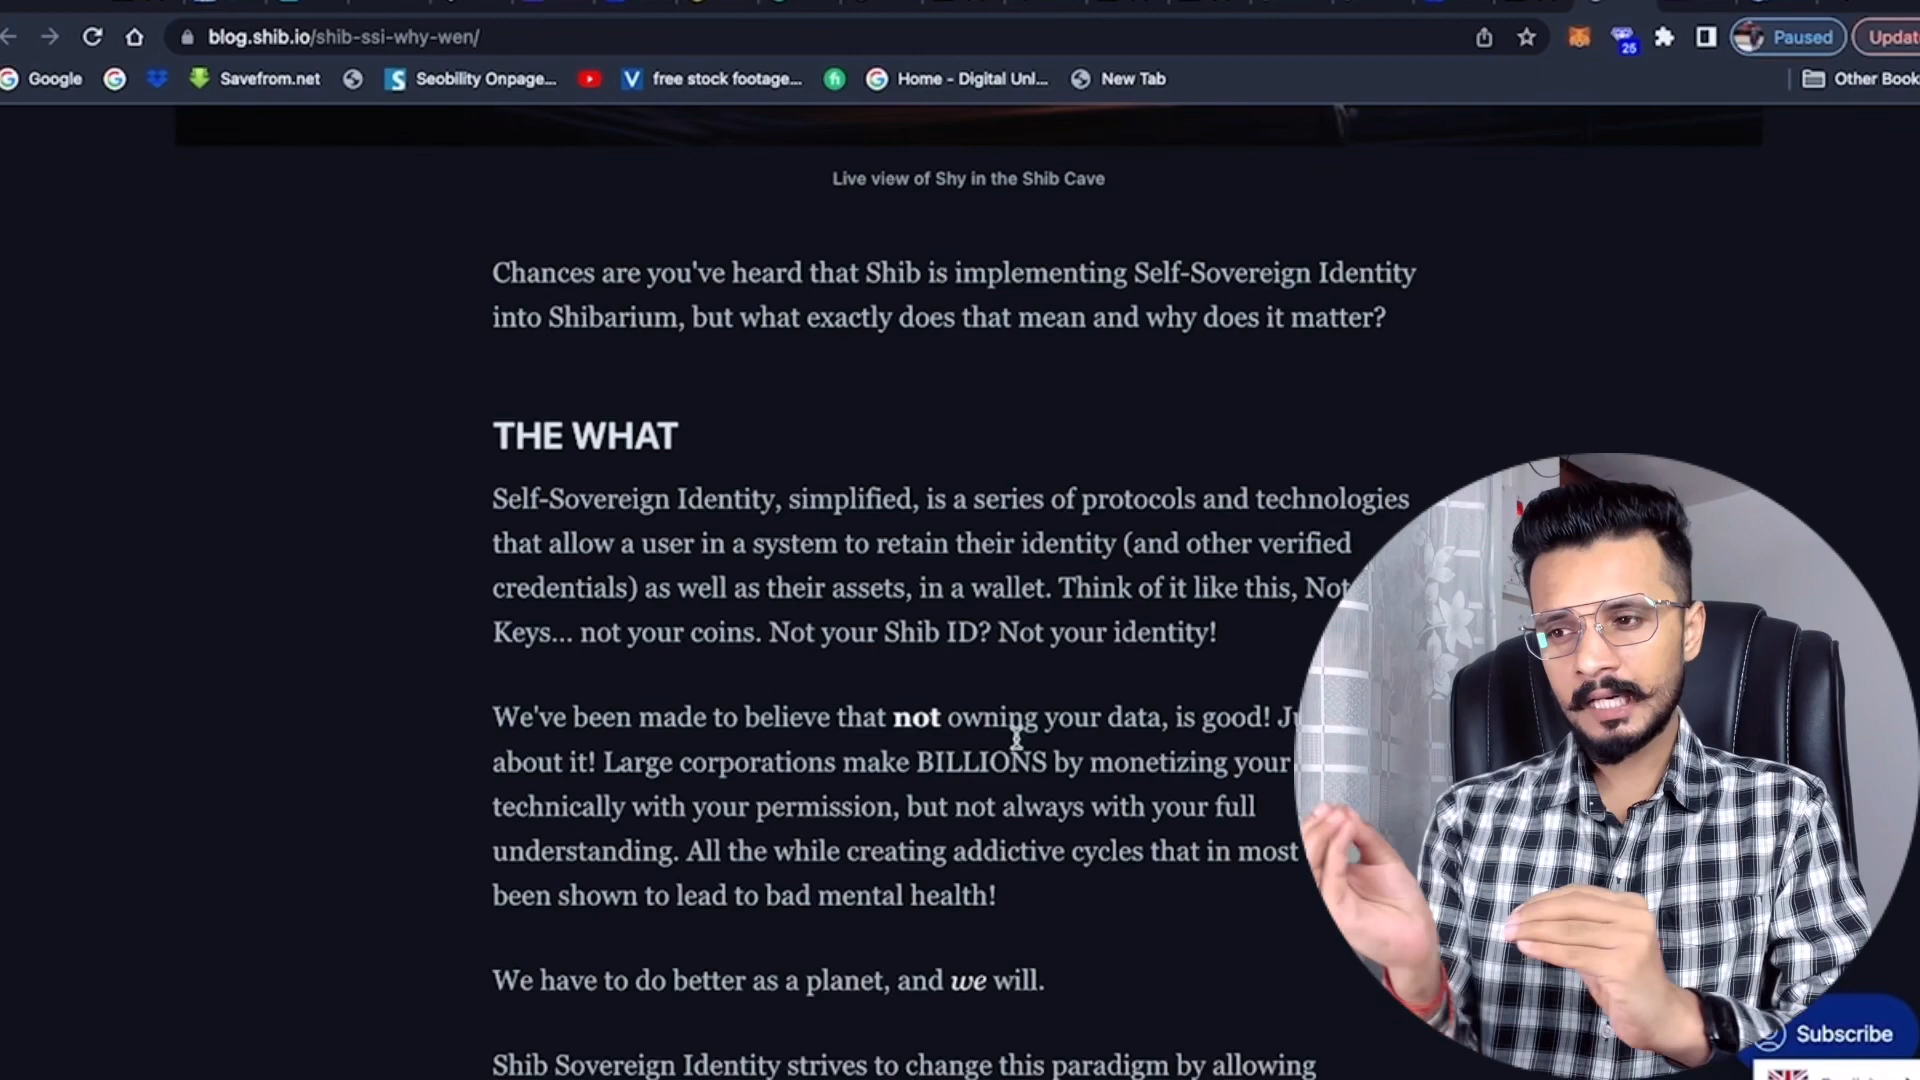 blog.shib.io/shib-ssi-why-wen/
25
Paused
Updat
Google
Savefrom.net
Seobility Onpage...
free stock footage...
Home - Digital Unl...
New Tab
Other Book
Live view of Shy in the Shib Cave
Chances are you've heard that Shib is implementing Self-Sovereign Identity
into Shibarium, but what exactly does that mean and why does it matter?
THE WHAT
Self-Sovereign Identity, simplified, is a series of protocols and technologies
that allow a user in a system to retain their identity (and other verified
credentials) as well as their assets, in a wallet. Think of it like this, Not
Keys... not your coins. Not your Shib ID? Not your identity!
We've been made to believe that not owning your data, is good!
about it! Large corporations make BILLIONS by monetizing your
technically with your permission, but not always with your full
understanding. All the while creating addictive cycles that in most
been shown to lead to bad mental health!
We have to do better as a planet, and we will.
Shib Sovereign Identity strives to change this paradigm by allowing
Subscribe